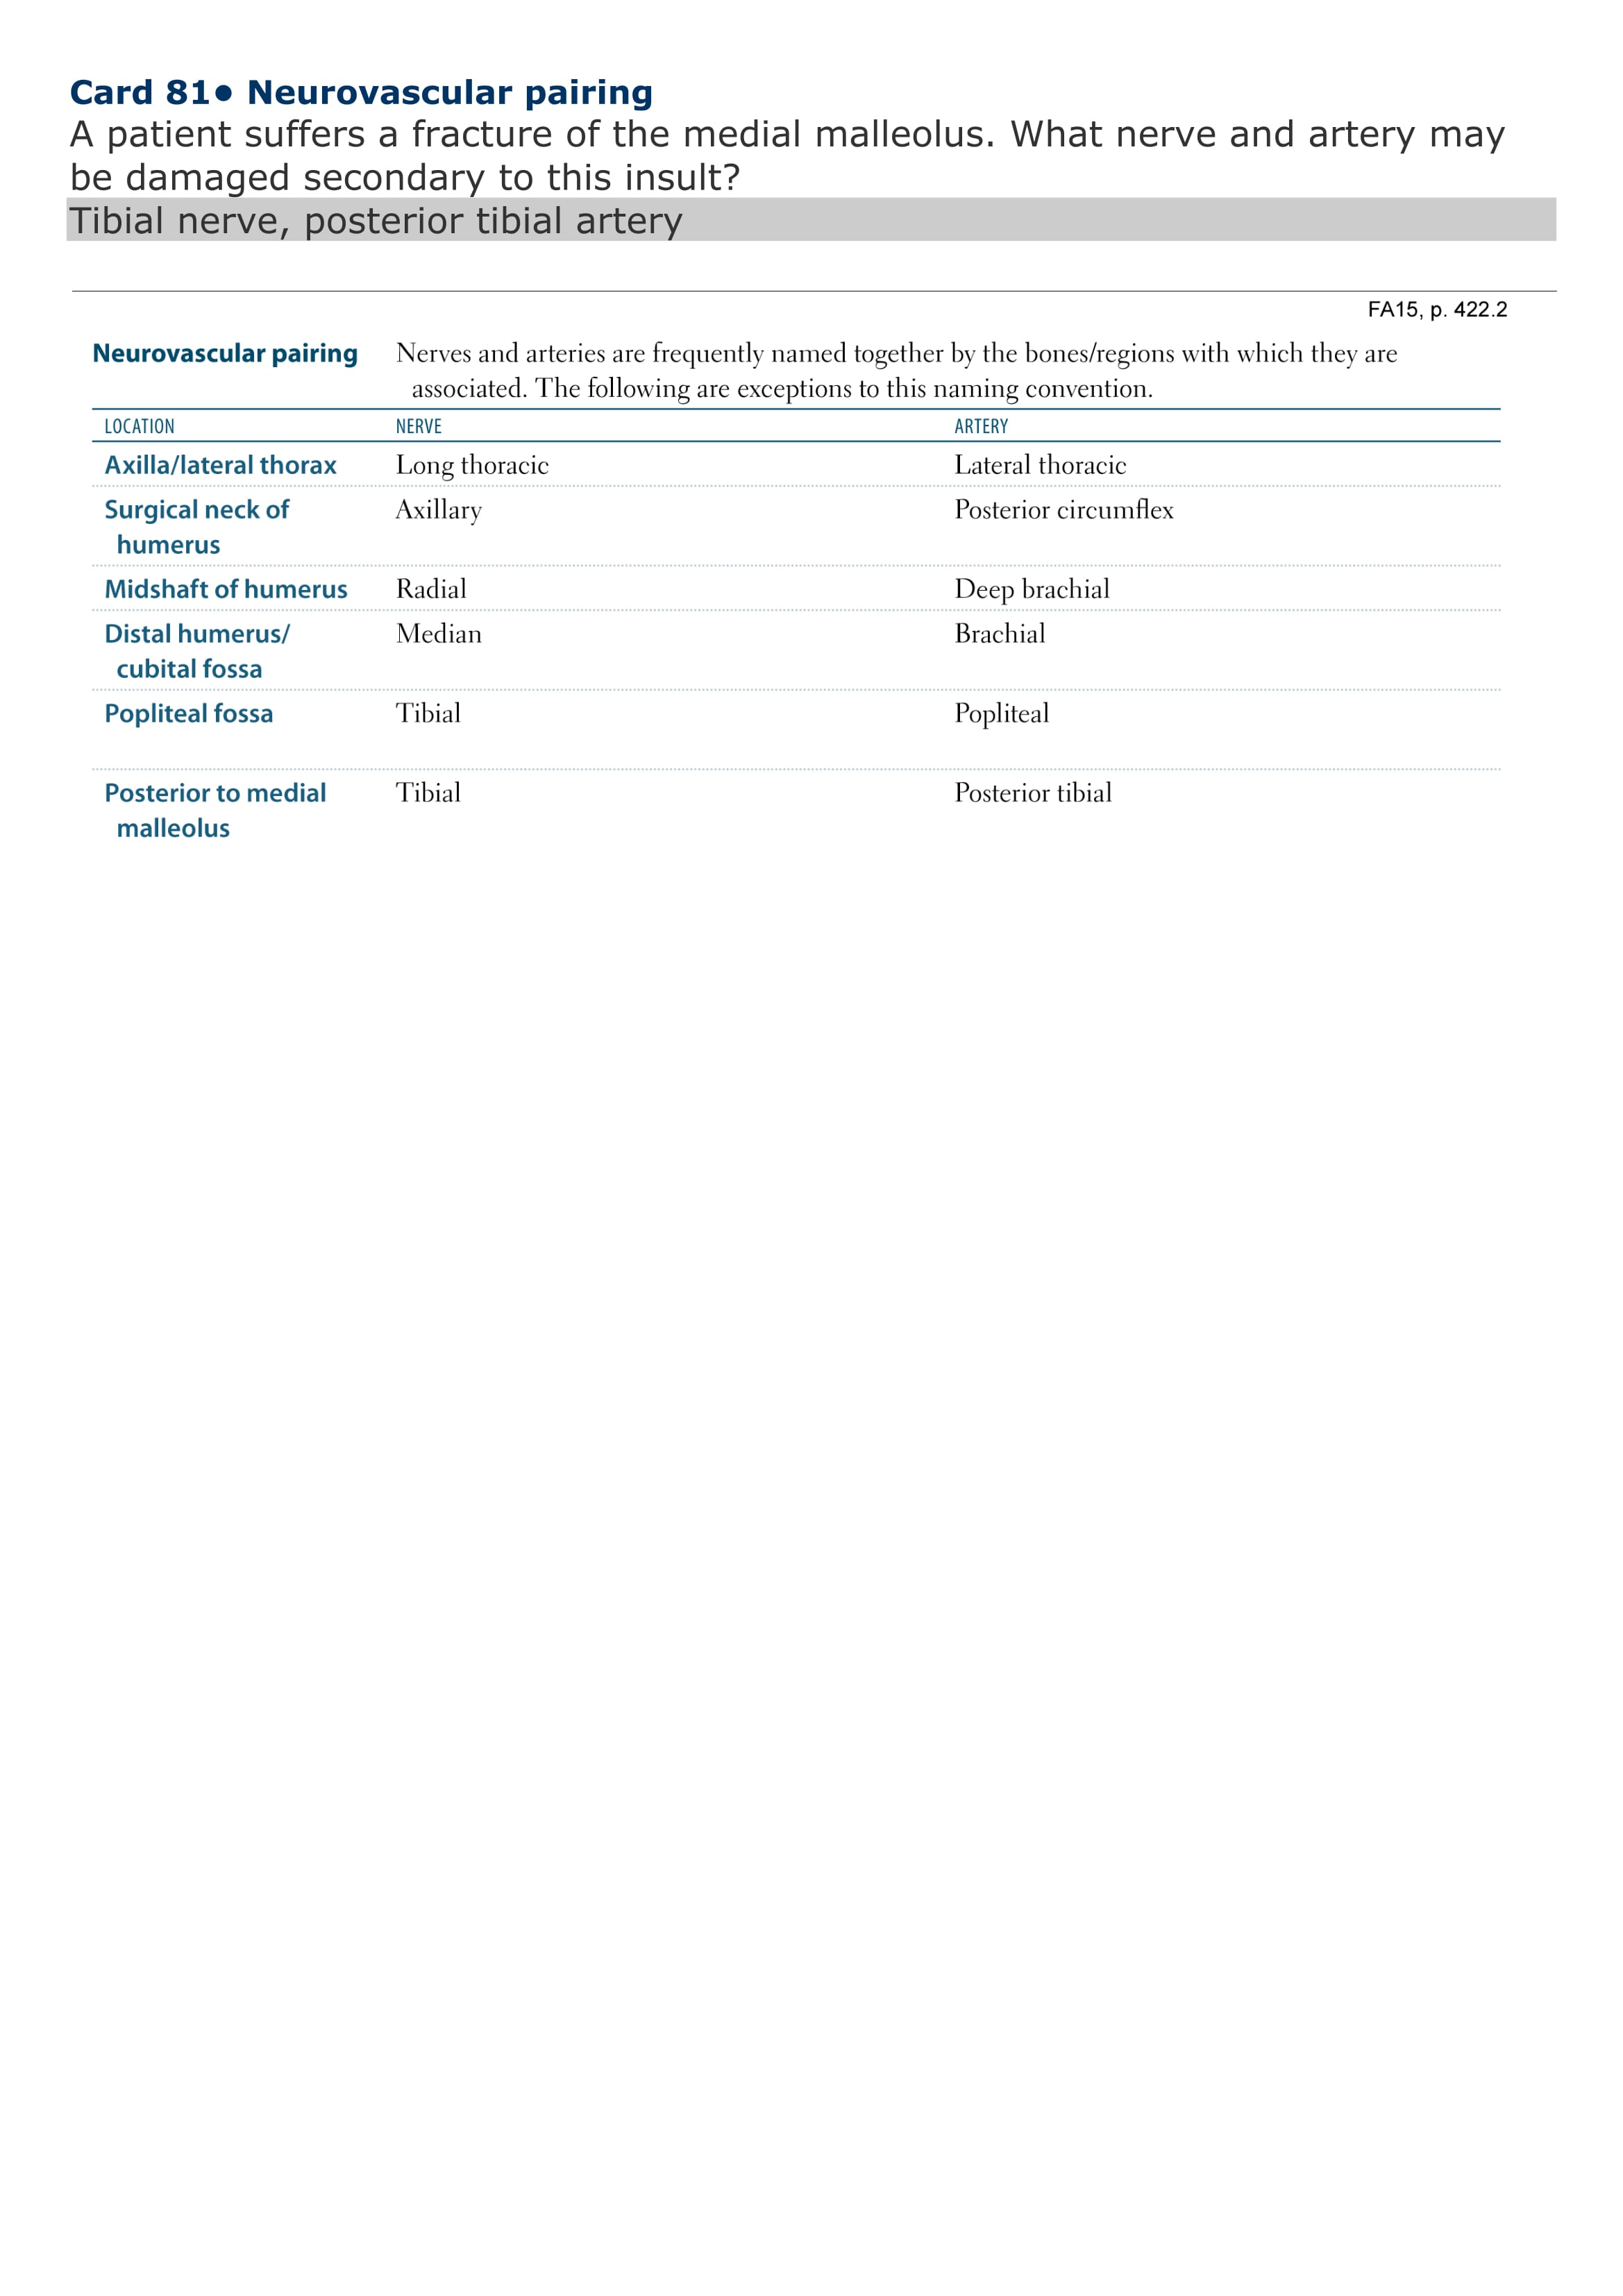 Card 81● Neurovascular pairing
A patient suffers a fracture of the medial malleolus. What nerve and artery may
be damaged secondary to this insult?
Tibial nerve, posterior tibial artery
FA15, p. 422.2
Neurovascular pairing Nerves and arteries are frequently named together by the bones/regions with which they are
associated. The following are exceptions to this naming convention.
LOCATION NERVE ARTERY
Axilla/lateral thorax Long thoracic Lateral thoracic
Surgical neck of Axillary Posterior circumflex
humerus
Midshaft of humerus Radial Deep brachial
Distal humerus/ Median Brachial
cubital fossa
Popliteal fossa Tibial Popliteal
Posterior to medial Tibial Posterior tibial
malleolus